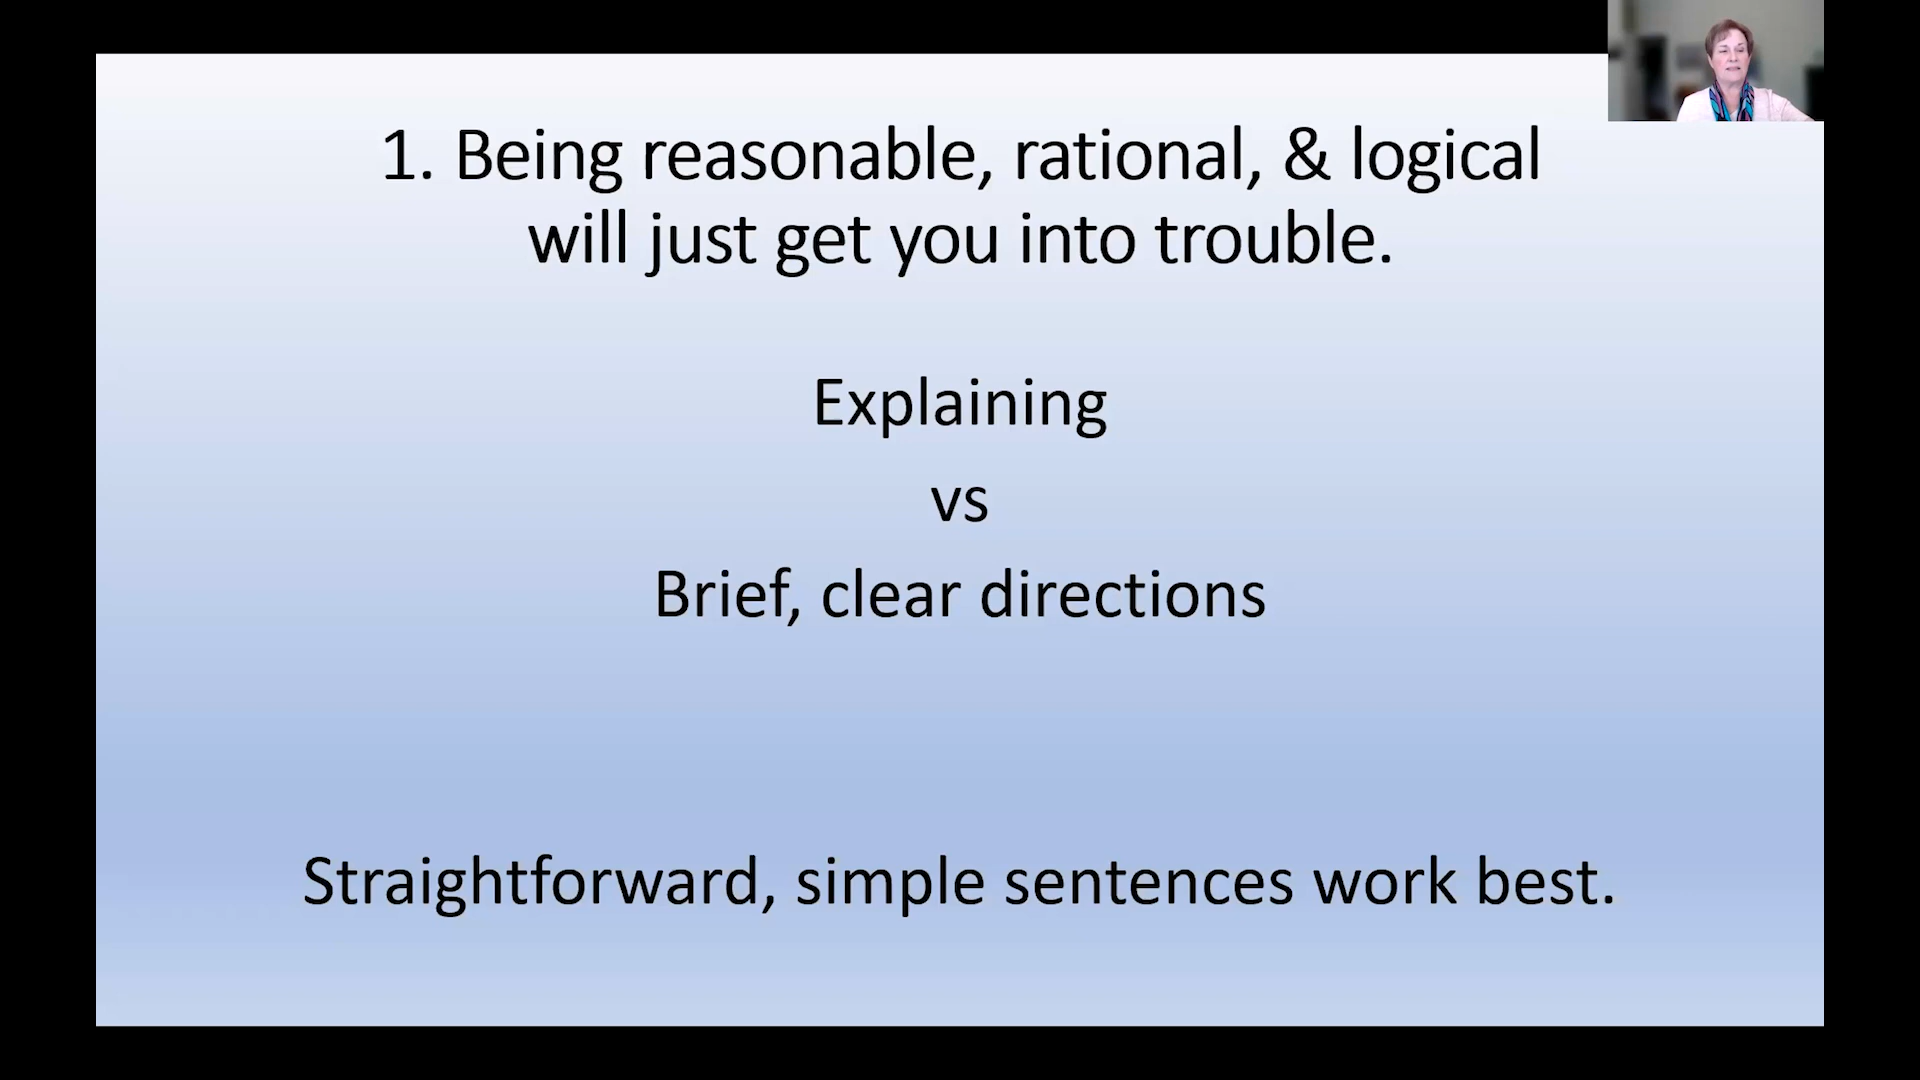 1. Being reasonable, rational, & logical
will just get you into trouble.
Explaining
vs
Brief, clear directions
Straightforward, simple sentences work best.